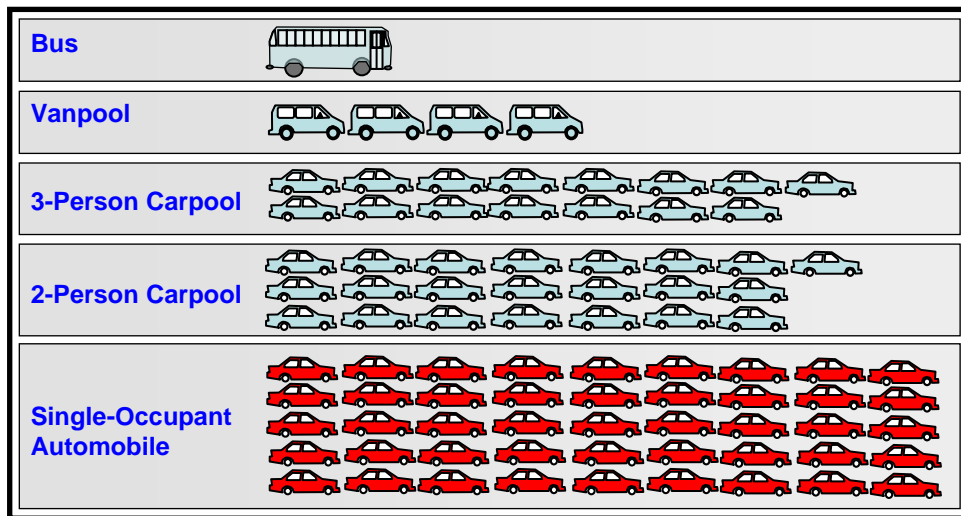 Bus
Vanpool
3-Person Carpool
2-Person Carpool
Single-Occupant
Automobile